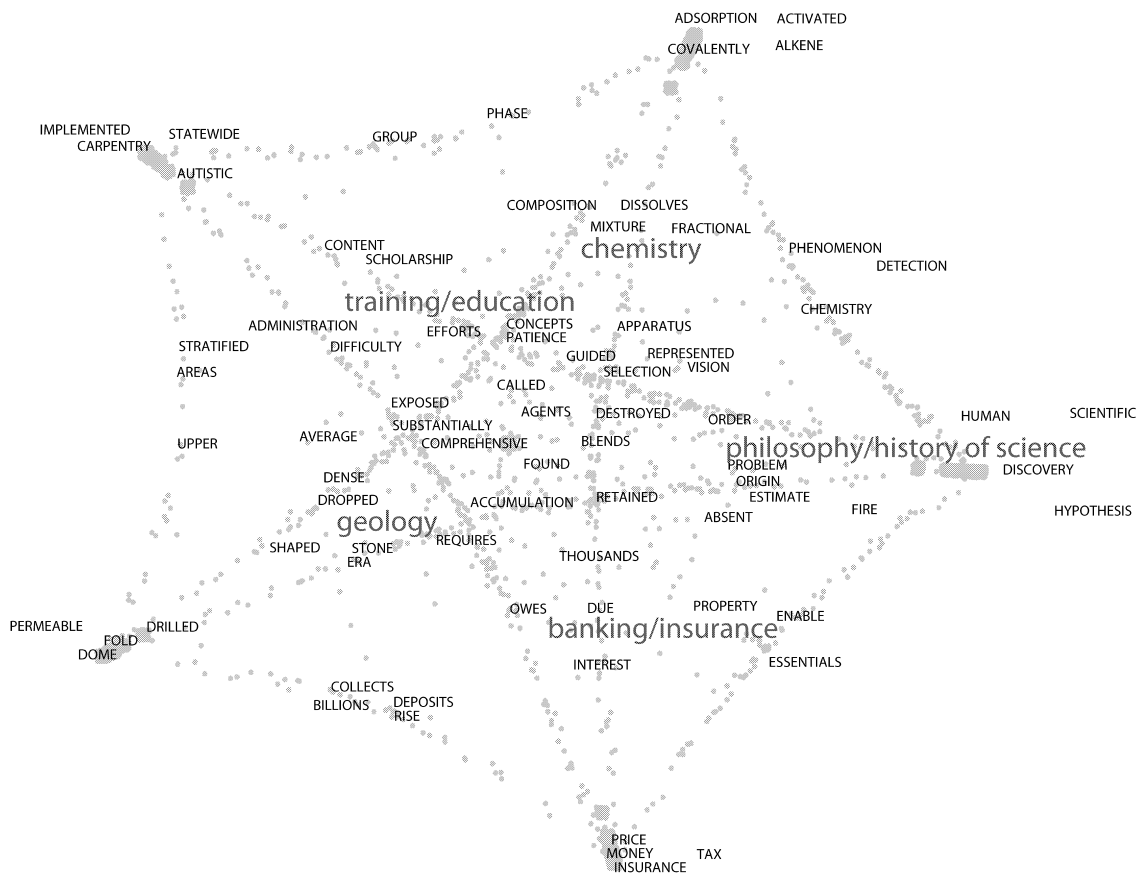 ADSORPTION ACTIVATED
COVALENTLY ALKENE
PHASE
IMPLEMENTED STATEWIDE GROUP
CARPENTRY
AUTISTIC
COMPOSITION DISSOLVES
MIXTURE FRACTIONAL
chemistry
CONTENT PHENOMENON
SCHOLARSHIP DETECTION
training/education
CHEMISTRY
ADMINISTRATION EFFORTS CONCEPTS APPARATUS
PATIENCE
STRATIFIED DIFFICULTY GUIDED REPRESENTED
AREAS SELECTION VISION
CALLED
EXPOSED AGENTS DESTROYED ORDER HUMAN SCIENTIFIC
SUBSTANTIALLY
UPPER AVERAGE COMPREHENSIVE BLENDS
philosophy/history of science
FOUND PROBLEM DISCOVERY
DENSE ORIGIN
DROPPED ACCUMULATION RETAINED ESTIMATE
geology
ABSENT FIRE HYPOTHESIS
SHAPED STONE REQUIRES
ERA THOUSANDS
OWES DUE PROPERTY ENABLE
PERMEABLE DRILLED
banking/insurance
FOLD
DOME INTEREST ESSENTIALS
COLLECTS
BILLIONS DEPOSITS
RISE
PRICE
MONEY TAX
INSURANCE